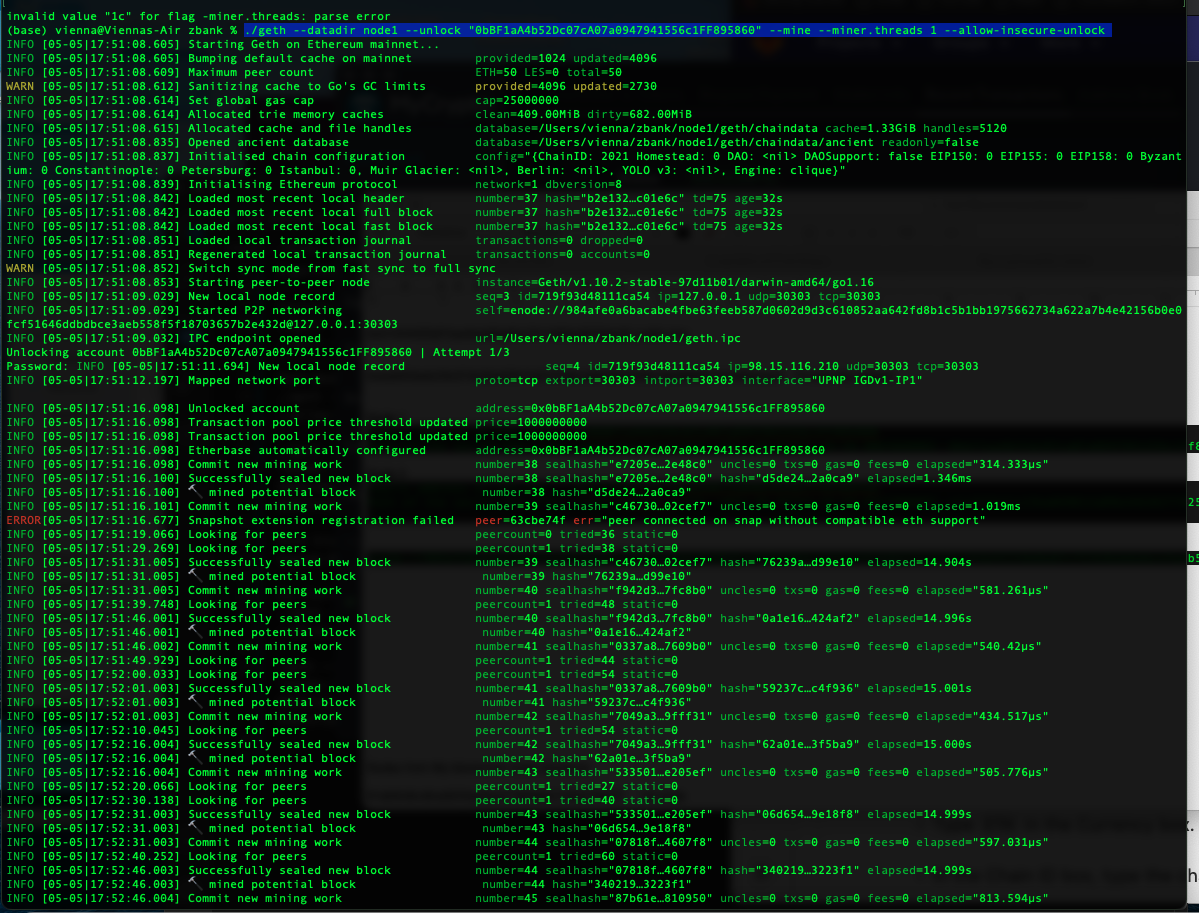 invalid value "1c" for flag -miner.threads: parse error
(base) vienna@Viennas-Air zbank % ./geth --datadir node1 --unlock "0bBF1aA4b52Dc07cA07a0947941556c1FF895860" --mine --miner.threads 1 --allow-insecure-unlock
INFO [05-05|17:51:08.605] Starting Geth on Ethereum mainnet...
INFO [05-05|17:51:08.605] Bumping default cache on mainnet provided=1024 updated=4096
INFO [05-05|17:51:08.609] Maximum peer count ETH=50 LES=0 total=50
WARN [05-05|17:51:08.612] Sanitizing cache to Go's GC limits provided=4096 updated=2730
INFO [05-05|17:51:08.614] Set global gas cap cap=25000000
INFO [05-05|17:51:08.614] Allocated trie memory caches clean=409.00MiB dirty=682.00MiB
INFO [05-05|17:51:08.615] Allocated cache and file handles database=/Users/vienna/zbank/node1/geth/chaindata cache=1.33GiB handles=5120
INFO [05-05|17:51:08.835] Opened ancient database database=/Users/vienna/zbank/node1/geth/chaindata/ancient readonly=false
INFO [05-05|17:51:08.837] Initialised chain configuration config="{ChainID: 2021 Homestead: 0 DAO: <nil> DAOSupport: false EIP150: 0 EIP155: 0 EIP158: 0 Byzant
ium: 0 Constantinople: 0 Petersburg: 0 Istanbul: 0, Muir Glacier: <nil>, Berlin: <nil>, YOLO v3: <nil>, Engine: clique}"
INFO [05-05|17:51:08.839] Initialising Ethereum protocol network=1 dbversion=8
INFO [05-05|17:51:08.842] Loaded most recent local header number=37 hash="b2e132…c01e6c" td=75 age=32s
INFO [05-05|17:51:08.842] Loaded most recent local full block number=37 hash="b2e132…c01e6c" td=75 age=32s
INFO [05-05|17:51:08.842] Loaded most recent local fast block number=37 hash="b2e132…c01e6c" td=75 age=32s
INFO [05-05|17:51:08.851] Loaded local transaction journal transactions=0 dropped=0
INFO [05-05|17:51:08.851] Regenerated local transaction journal transactions=0 accounts=0
WARN [05-05|17:51:08.852] Switch sync mode from fast sync to full sync
INFO [05-05|17:51:08.853] Starting peer-to-peer node instance=Geth/v1.10.2-stable-97d11b01/darwin-amd64/go1.16
INFO [05-05|17:51:09.029] New local node record seq=3 id=719f93d48111ca54 ip=127.0.0.1 udp=30303 tcp=30303
INFO [05-05|17:51:09.029] Started P2P networking self=enode://984afe0a6bacabe4fbe63feeb587d0602d9d3c610852aa642fd8b1c5b1bb1975662734a622a7b4e42156b0e0
fcf51646ddbdbce3aeb558f5f18703657b2e432d@127.0.0.1:30303
INFO [05-05|17:51:09.032] IPC endpoint opened url=/Users/vienna/zbank/node1/geth.ipc
Unlocking account 0bBF1aA4b52Dc07cA07a0947941556c1FF895860 | Attempt 1/3
Password: INFO [05-05|17:51:11.694] New local node record seq=4 id=719f93d48111ca54 ip=98.15.116.210 udp=30303 tcp=30303
INFO [05-05|17:51:12.197] Mapped network port proto=tcp extport=30303 intport=30303 interface="UPNP IGDv1-IP1"
INFO [05-05|17:51:16.098] Unlocked account address=0x0bBF1aA4b52Dc07cA07a0947941556c1FF895860
INFO [05-05|17:51:16.098] Transaction pool price threshold updated price=1000000000
INFO [05-05|17:51:16.098] Transaction pool price threshold updated price=1000000000
INFO [05-05|17:51:16.098] Etherbase automatically configured address=0x0bBF1aA4b52Dc07cA07a0947941556c1FF895860
INFO [05-05|17:51:16.098] Commit new mining work number=38 sealhash="e7205e…2e48c0" uncles=0 txs=0 gas=0 fees=0 elapsed="314.333µs"
INFO [05-05|17:51:16.100] Successfully sealed new block number=38 sealhash="e7205e…2e48c0" hash="d5de24…2a0ca9" elapsed=1.346ms
INFO [05-05|17:51:16.100] 🔨 mined potential block number=38 hash="d5de24…2a0ca9"
INFO [05-05|17:51:16.101] Commit new mining work number=39 sealhash="c46730…02cef7" uncles=0 txs=0 gas=0 fees=0 elapsed=1.019ms
ERROR[05-05|17:51:16.677] Snapshot extension registration failed peer=63cbe74f err="peer connected on snap without compatible eth support"
INFO [05-05|17:51:19.066] Looking for peers peercount=0 tried=36 static=0
INFO [05-05|17:51:29.269] Looking for peers peercount=1 tried=38 static=0
INFO [05-05|17:51:31.005] Successfully sealed new block number=39 sealhash="c46730…02cef7" hash="76239a…d99e10" elapsed=14.904s
INFO [05-05|17:51:31.005] 🔨 mined potential block number=39 hash="76239a…d99e10"
INFO [05-05|17:51:31.005] Commit new mining work number=40 sealhash="f942d3…7fc8b0" uncles=0 txs=0 gas=0 fees=0 elapsed="581.261µs"
INFO [05-05|17:51:39.748] Looking for peers peercount=1 tried=48 static=0
INFO [05-05|17:51:46.001] Successfully sealed new block number=40 sealhash="f942d3…7fc8b0" hash="0a1e16…424af2" elapsed=14.996s
INFO [05-05|17:51:46.001] 🔨 mined potential block number=40 hash="0a1e16…424af2"
INFO [05-05|17:51:46.002] Commit new mining work number=41 sealhash="0337a8…7609b0" uncles=0 txs=0 gas=0 fees=0 elapsed="540.42µs"
INFO [05-05|17:51:49.929] Looking for peers peercount=1 tried=44 static=0
INFO [05-05|17:52:00.033] Looking for peers peercount=1 tried=54 static=0
INFO [05-05|17:52:01.003] Successfully sealed new block number=41 sealhash="0337a8…7609b0" hash="59237c…c4f936" elapsed=15.001s
INFO [05-05|17:52:01.003] 🔨 mined potential block number=41 hash="59237c…c4f936"
INFO [05-05|17:52:01.003] Commit new mining work number=42 sealhash="7049a3…9fff31" uncles=0 txs=0 gas=0 fees=0 elapsed="434.517µs"
INFO [05-05|17:52:10.045] Looking for peers peercount=1 tried=54 static=0
INFO [05-05|17:52:16.004] Successfully sealed new block number=42 sealhash="7049a3…9fff31" hash="62a01e…3f5ba9" elapsed=15.000s
INFO [05-05|17:52:16.004] 🔨 mined potential block number=42 hash="62a01e…3f5ba9"
INFO [05-05|17:52:16.004] Commit new mining work number=43 sealhash="533501…e205ef" uncles=0 txs=0 gas=0 fees=0 elapsed="505.776µs"
INFO [05-05|17:52:20.066] Looking for peers peercount=1 tried=27 static=0
INFO [05-05|17:52:30.138] Looking for peers peercount=1 tried=40 static=0
INFO [05-05|17:52:31.003] Successfully sealed new block number=43 sealhash="533501…e205ef" hash="06d654…9e18f8" elapsed=14.999s
INFO [05-05|17:52:31.003] 🔨 mined potential block number=43 hash="06d654…9e18f8"
INFO [05-05|17:52:31.003] Commit new mining work number=44 sealhash="07818f…4607f8" uncles=0 txs=0 gas=0 fees=0 elapsed="597.031µs"
INFO [05-05|17:52:40.252] Looking for peers peercount=1 tried=60 static=0
INFO [05-05|17:52:46.003] Successfully sealed new block number=44 sealhash="07818f…4607f8" hash="340219…3223f1" elapsed=14.999s
INFO [05-05|17:52:46.003] 🔨 mined potential block number=44 hash="340219…3223f1"
INFO [05-05|17:52:46.004] Commit new mining work number=45 sealhash="87b61e…810950" uncles=0 txs=0 gas=0 fees=0 elapsed="813.594µs"